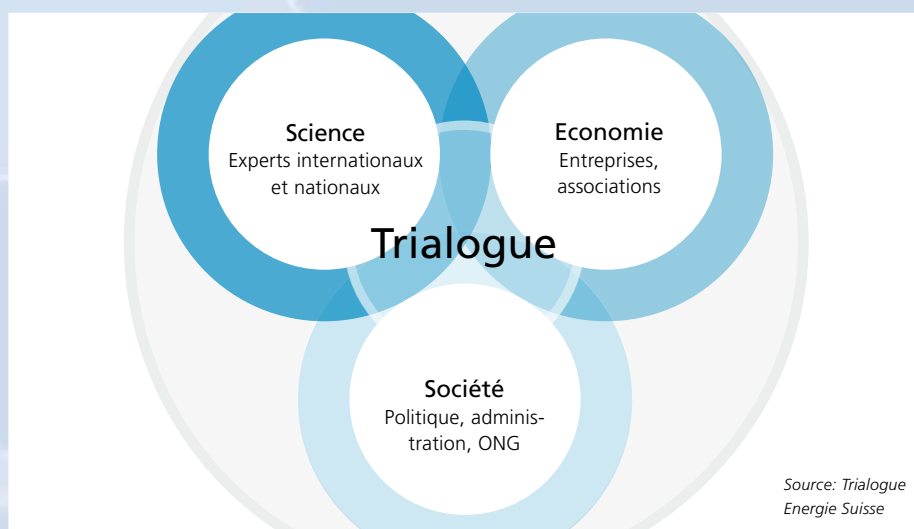 Science
Experts internationaux
et nationaux
Economie
Entreprises,
associations
Trialogue
Société
Politique, adminis-
tration, ONG
Source: Trialogue
Energie Suisse